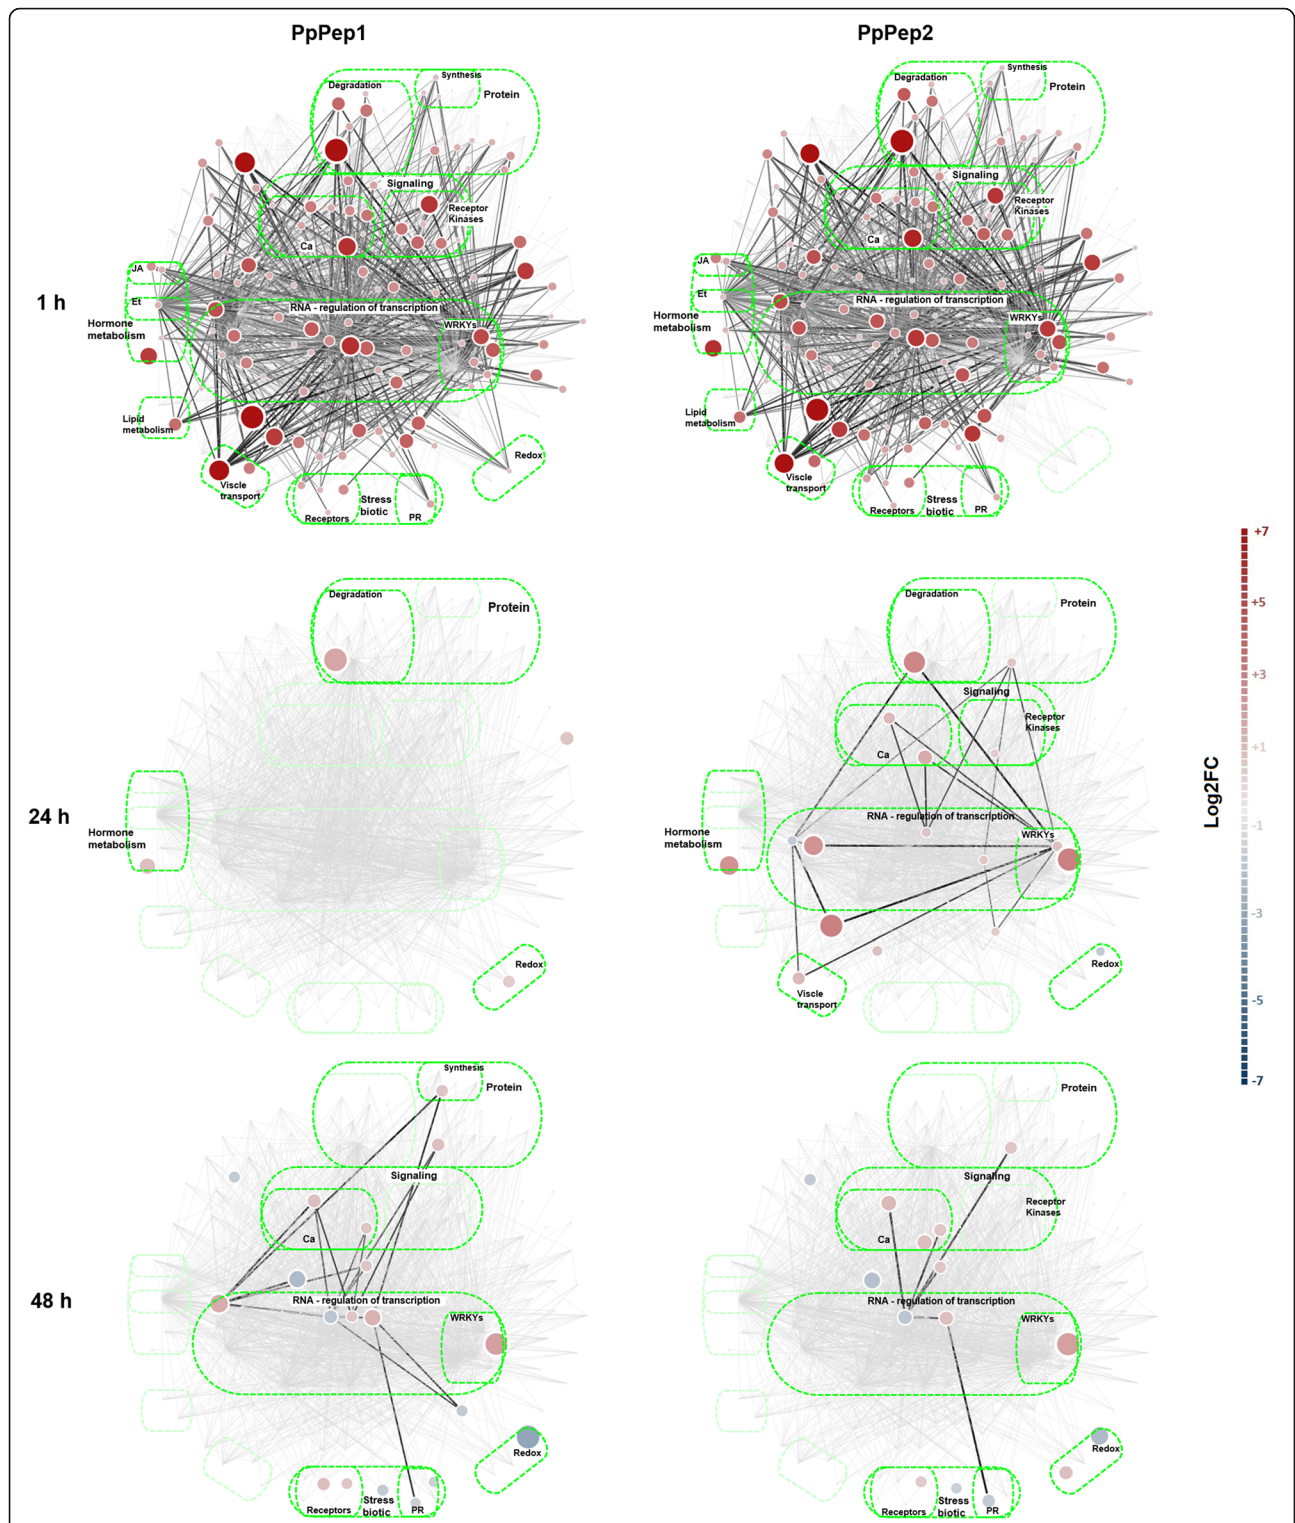 PpPep1
PpPep2
1 h
Synthesis
Degradation
Protein
Signaling
Receptor
Kinases
Ca
JA
Et
Hormone
metabolism
RNA - regulation of transcription
WRKYs
Lipid
metabolism
Viscle
transport
Redox
Stress
biotic
Receptors
PR
Synthesis
Degradation
Protein
Signaling
Receptor
Kinases
Ca
JA
Et
Hormone
metabolism
RNA - regulation of transcription
WRKYs
Lipid
metabolism
Viscle
transport
Stress
biotic
Receptors
PR
24 h
Degradation
Protein
Hormone
metabolism
Redox
Degradation
Protein
Signaling
Receptor
Kinases
Ca
RNA - regulation of transcription
Hormone
metabolism
WRKYs
Redox
Viscle
transport
48 h
Synthesis
Protein
Signaling
Ca
RNA - regulation of transcription
WRKYs
Redox
Stress
biotic
Receptors
PR
Protein
Signaling
Receptor
Kinases
Ca
RNA - regulation of transcription
WRKYs
Redox
Stress
biotic
Receptors
PR
Log2FC
+7
+5
+3
+1
-1
-3
-5
-7